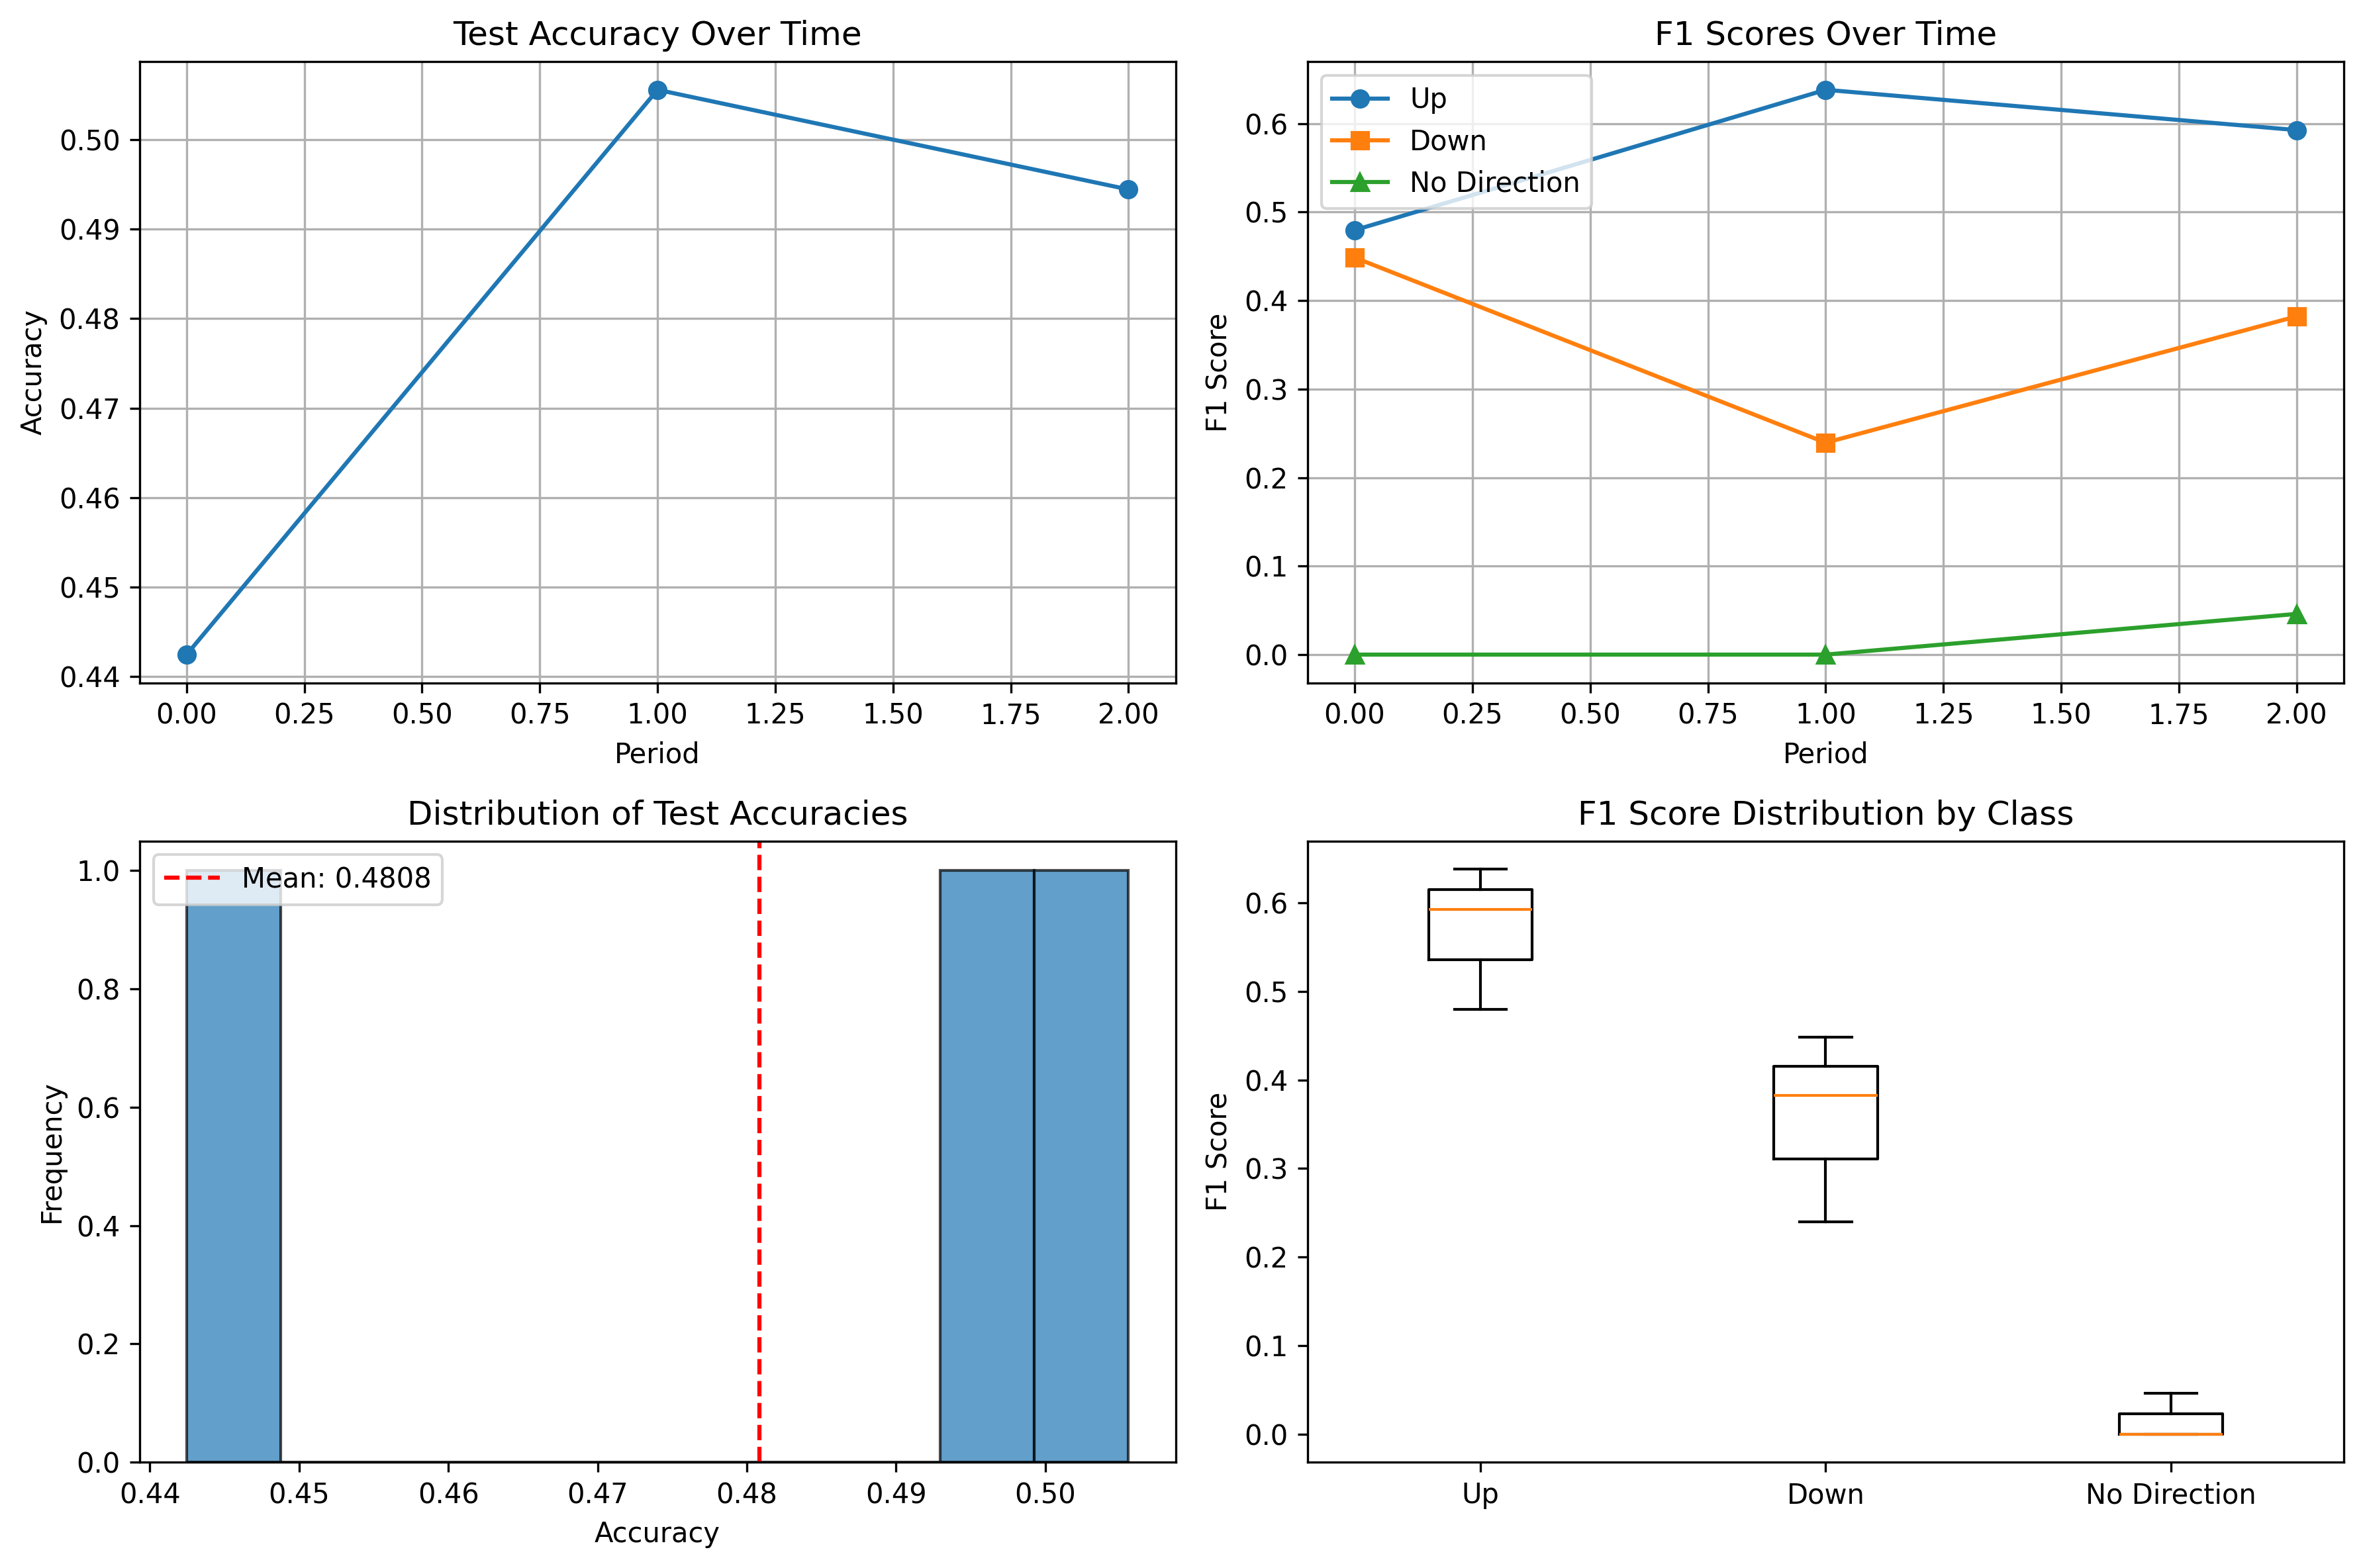 Test Accuracy Over Time
Accuracy
0.50
0.49
0.48
0.47
0.46
0.45
0.44
0.00 0.25 0.50 0.75 1.00 1.25 1.50 1.75 2.00
Period
F1 Scores Over Time
Up
Down
No Direction
F1 Score
0.6
0.5
0.4
0.3
0.2
0.1
0.0
0.00 0.25 0.50 0.75 1.00 1.25 1.50 1.75 2.00
Period
Distribution of Test Accuracies
Mean: 0.4808
Frequency
1.0
0.8
0.6
0.4
0.2
0.0
0.44 0.45 0.46 0.47 0.48 0.49 0.50
Accuracy
F1 Score Distribution by Class
F1 Score
0.6
0.5
0.4
0.3
0.2
0.1
0.0
Up Down No Direction